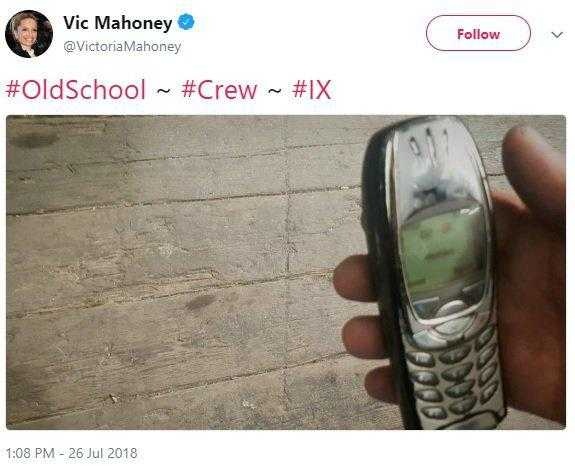 Vic Mahoney
@VictoriaMahoney
Follow
#OldSchool ~ #Crew ~ #IX
1:08 PM - 26 Jul 2018